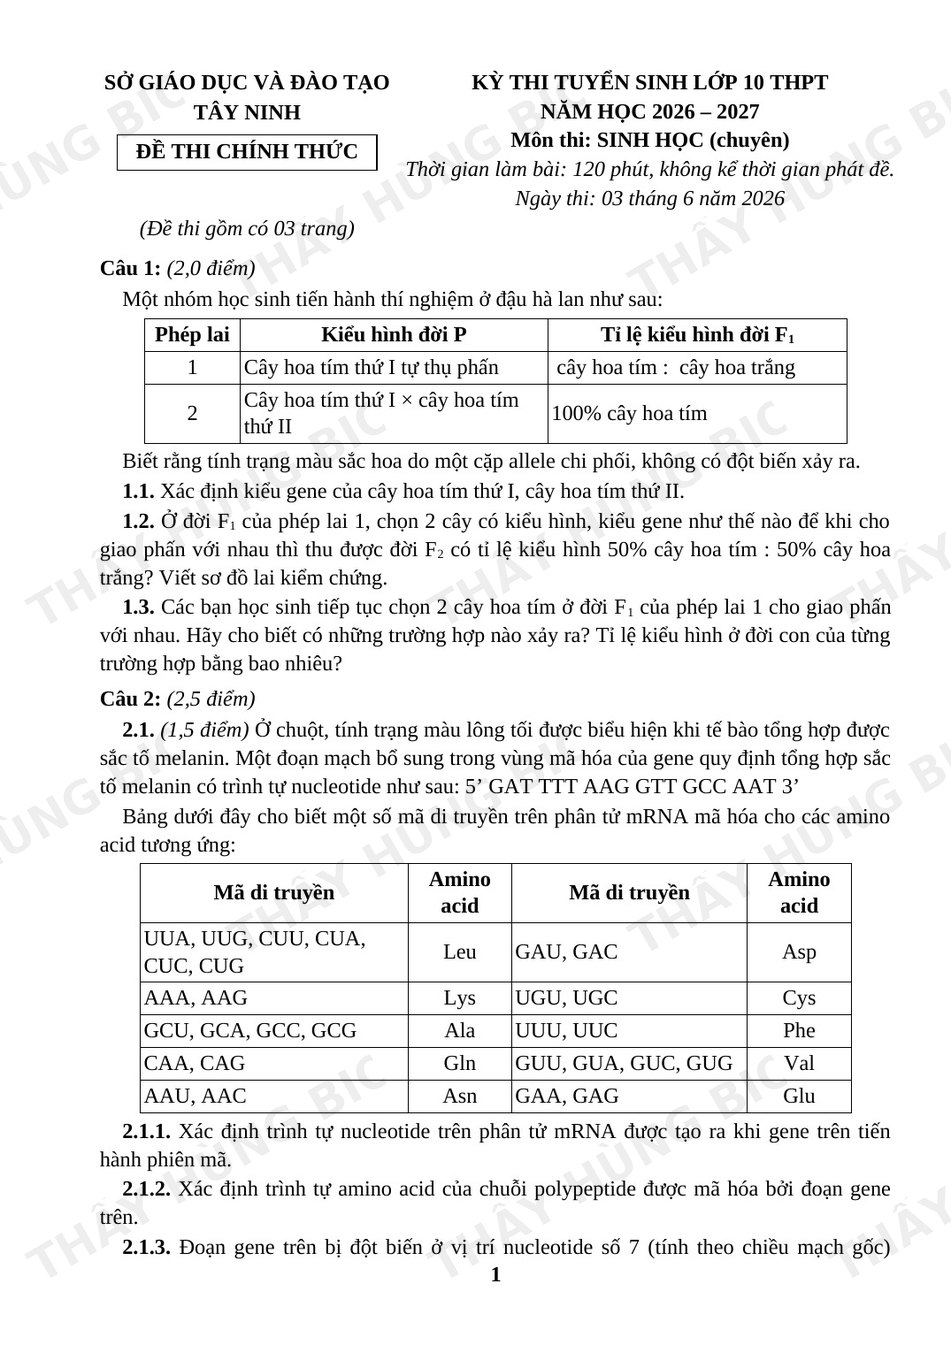 SỞ GIÁO DỤC VÀ ĐÀO TẠO
TÂY NINH
ĐỀ THI CHÍNH THỨC
(Đề thi gồm có 03 trang)
KỲ THI TUYỂN SINH LỚP 10 THPT
NĂM HỌC 2026 – 2027
Môn thi: SINH HỌC (chuyên)
Thời gian làm bài: 120 phút, không kể thời gian phát đề.
Ngày thi: 03 tháng 6 năm 2026
Câu 1: (2,0 điểm)
Một nhóm học sinh tiến hành thí nghiệm ở đậu hà lan như sau:
Phép lai Kiểu hình đời P Tỉ lệ kiểu hình đời F₁
1 Cây hoa tím thứ I tự thụ phấn cây hoa tím : cây hoa trắng
2 Cây hoa tím thứ I × cây hoa tím thứ II 100% cây hoa tím
Biết rằng tính trạng màu sắc hoa do một cặp allele chi phối, không có đột biến xảy ra.
1.1. Xác định kiểu gene của cây hoa tím thứ I, cây hoa tím thứ II.
1.2. Ở đời F₁ của phép lai 1, chọn 2 cây có kiểu hình, kiểu gene như thế nào để khi cho
giao phấn với nhau thì thu được đời F₂ có tỉ lệ kiểu hình 50% cây hoa tím : 50% cây hoa
trắng? Viết sơ đồ lai kiểm chứng.
1.3. Các bạn học sinh tiếp tục chọn 2 cây hoa tím ở đời F₁ của phép lai 1 cho giao phấn
với nhau. Hãy cho biết có những trường hợp nào xảy ra? Tỉ lệ kiểu hình ở đời con của từng
trường hợp bằng bao nhiêu?
Câu 2: (2,5 điểm)
2.1. (1,5 điểm) Ở chuột, tính trạng màu lông tối được biểu hiện khi tế bào tổng hợp được
sắc tố melanin. Một đoạn mạch bổ sung trong vùng mã hóa của gene quy định tổng hợp sắc
tố melanin có trình tự nucleotide như sau: 5’ GAT TTT AAG GTT GCC AAT 3’
Bảng dưới đây cho biết một số mã di truyền trên phân tử mRNA mã hóa cho các amino
acid tương ứng:
Mã di truyền Amino acid Mã di truyền Amino acid
UUA, UUG, CUU, CUA, CUC, CUG Leu GAU, GAC Asp
AAA, AAG Lys UGU, UGC Cys
GCU, GCA, GCC, GCG Ala UUU, UUC Phe
CAA, CAG Gln GUU, GUA, GUC, GUG Val
AAU, AAC Asn GAA, GAG Glu
2.1.1. Xác định trình tự nucleotide trên phân tử mRNA được tạo ra khi gene trên tiến
hành phiên mã.
2.1.2. Xác định trình tự amino acid của chuỗi polypeptide được mã hóa bởi đoạn gene
trên.
2.1.3. Đoạn gene trên bị đột biến ở vị trí nucleotide số 7 (tính theo chiều mạch gốc)
1
THẦY HÙNG BIC